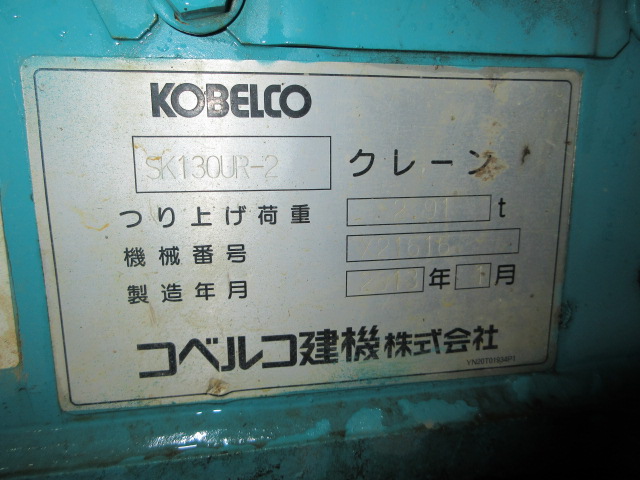 KOBELCO
SK130UR-2 クレーン
つり上げ荷重 t
機械番号
製造年月 年 月
コベルコ建機株式会社